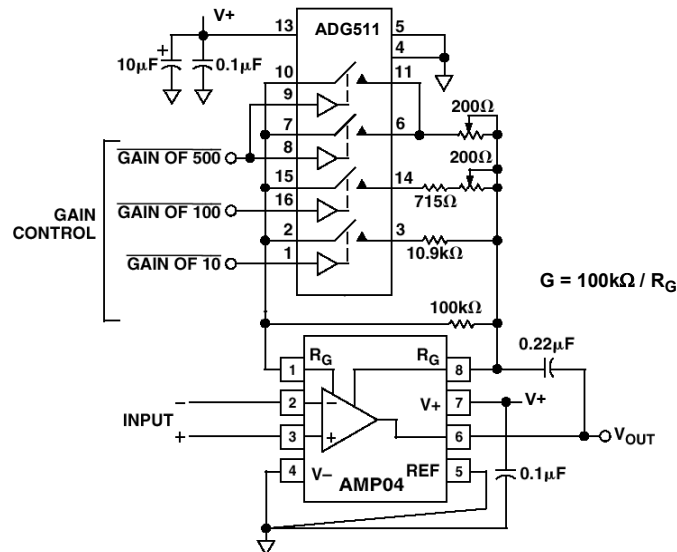 V+
13
ADG511
5
4
10µF
+
0.1µF
10
11
9
200Ω
7
6
GAIN OF 500
8
200Ω
15
14
GAIN CONTROL
GAIN OF 100
16
715Ω
2
3
GAIN OF 10
1
10.9kΩ
G = 100kΩ / RG
100kΩ
0.22µF
1
RG
RG
8
–
2
–
V+
7
V+
INPUT
+
3
+
6
VOUT
4
V–
REF
5
0.1µF
AMP04